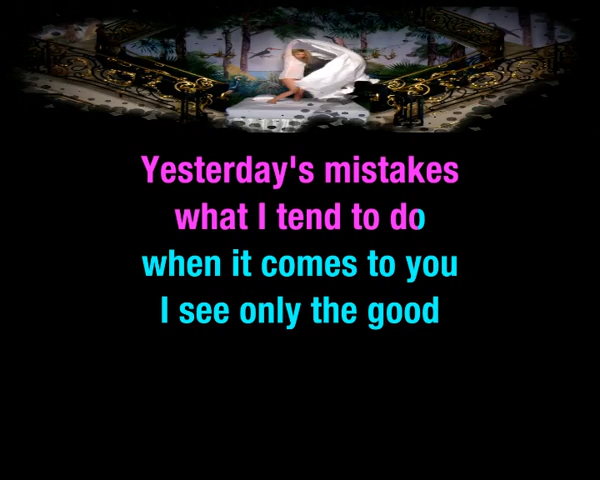 Yesterday's mistakes
what I tend to do
when it comes to you
I see only the good